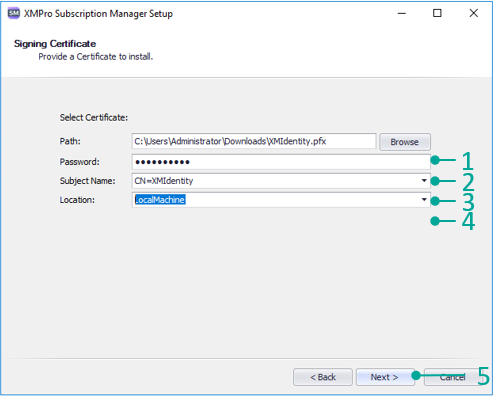 SM XMPro Subscription Manager Setup
Signing Certificate
Provide a Certificate to install.
Select Certificate:
Path: C:\Users\Administrator\Downloads\XMIdentity.pfx Browse
Password: ●●●●●●●●●● 1
Subject Name: CN=XMIdentity 2
Location: LocalMachine 3
4
< Back Next > Cancel 5